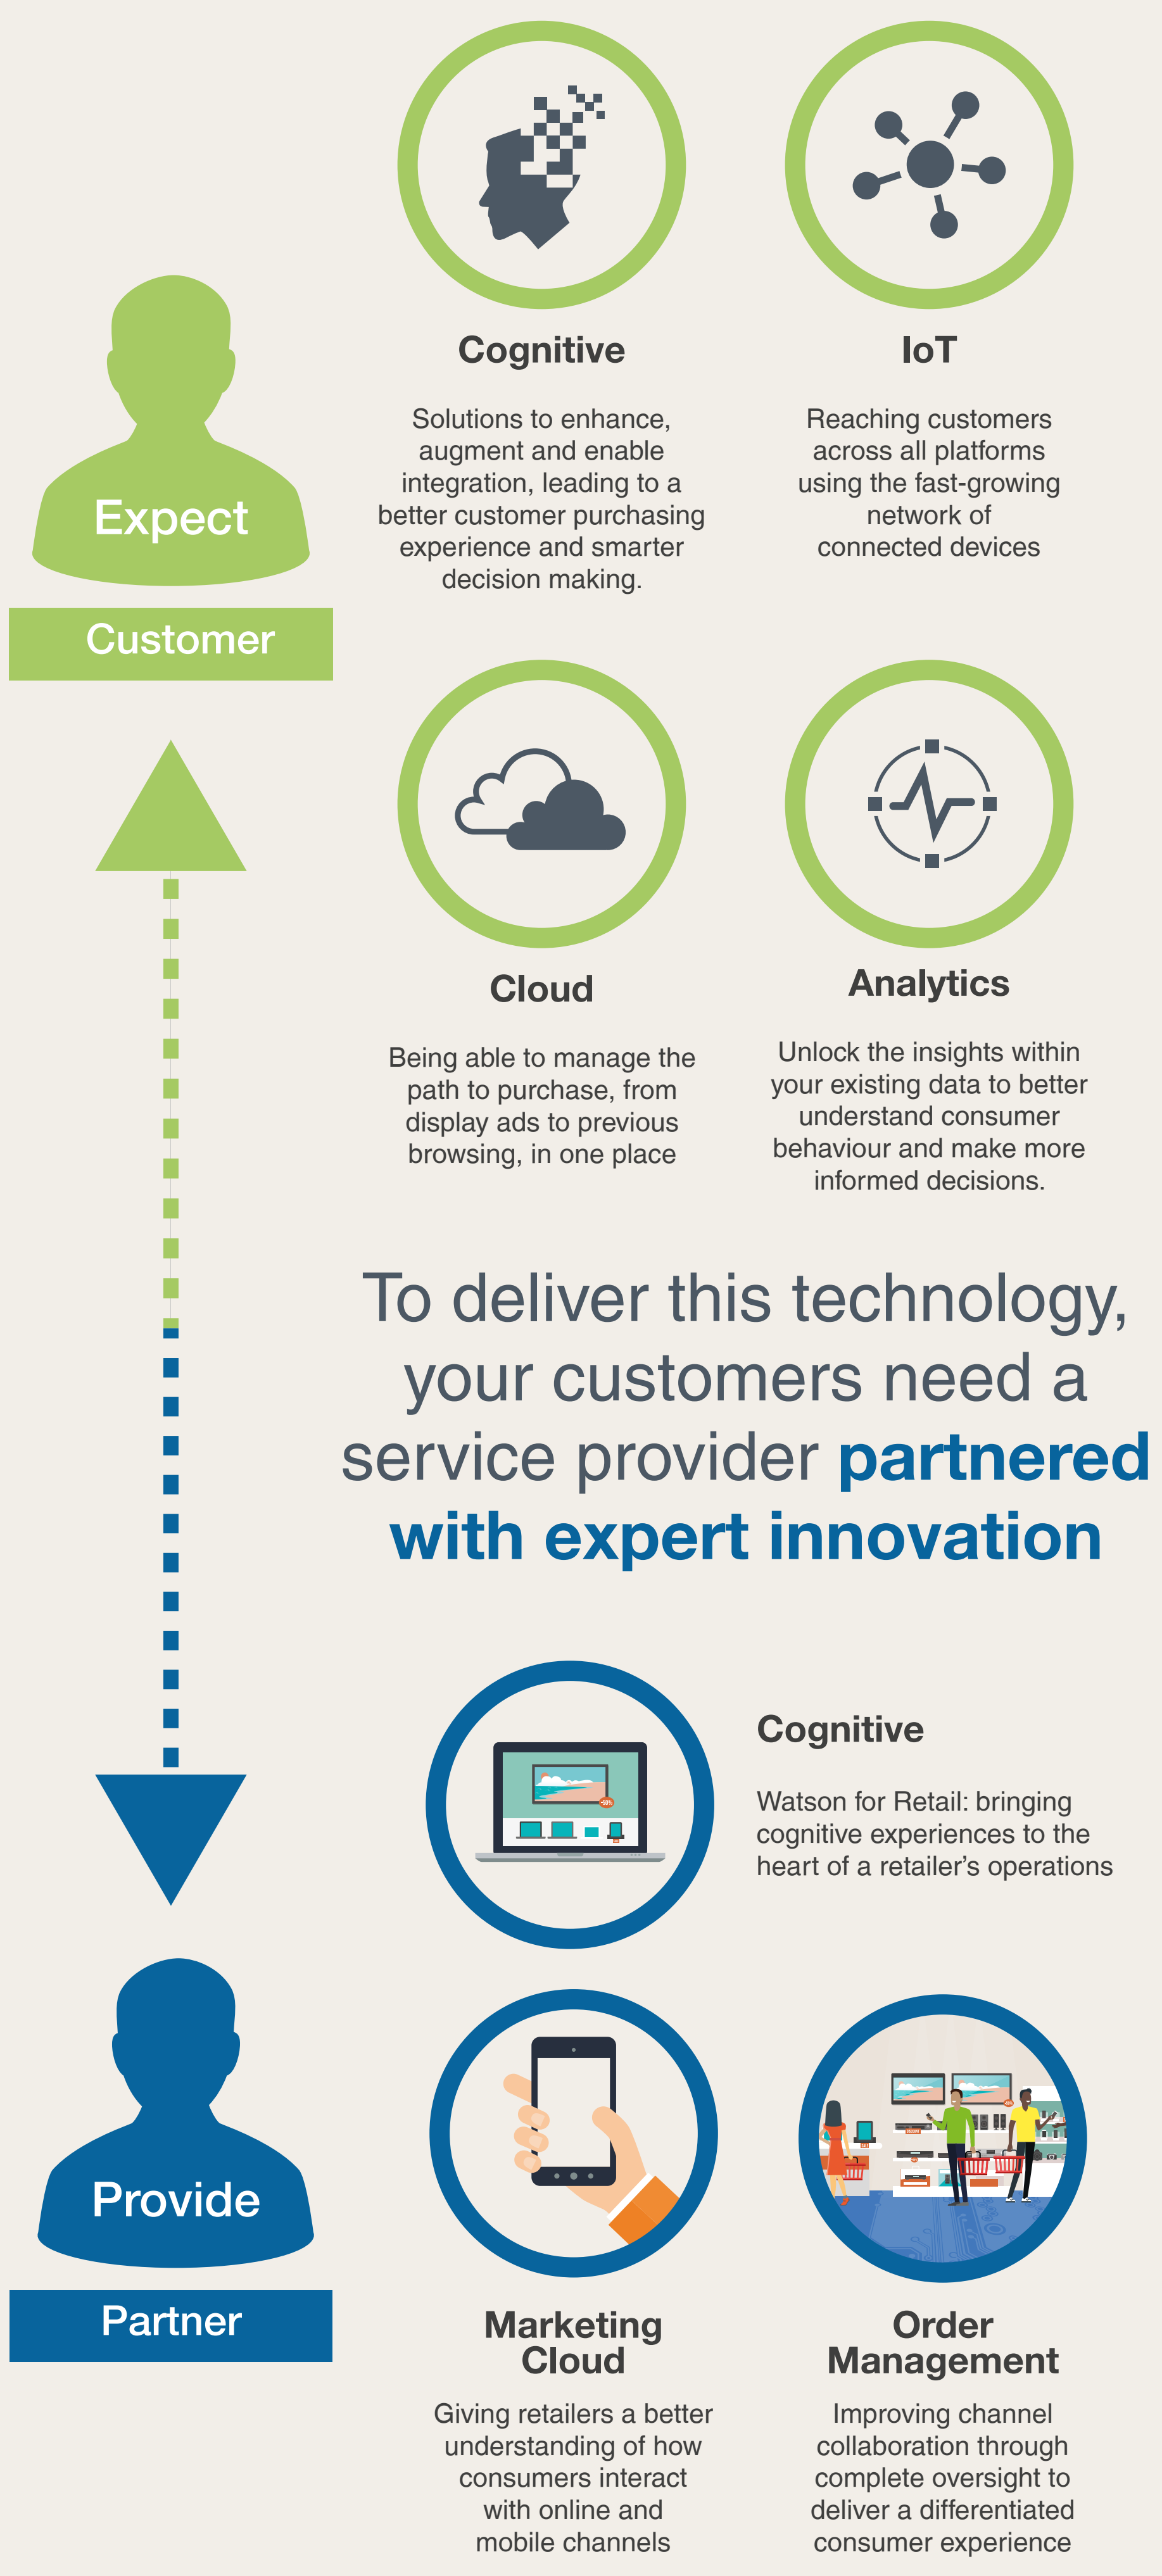 Cognitive
Solutions to enhance,
augment and enable
integration, leading to a
better customer purchasing
experience and smarter
decision making.
IoT
Reaching customers
across all platforms
using the fast-growing
network of
connected devices
Expect
Customer
Cloud
Being able to manage the
path to purchase, from
display ads to previous
browsing, in one place
Analytics
Unlock the insights within
your existing data to better
understand consumer
behaviour and make more
informed decisions.
To deliver this technology,
your customers need a
service provider partnered
with expert innovation
Cognitive
Watson for Retail: bringing
cognitive experiences to the
heart of a retailer’s operations
Provide
Partner
Marketing
Cloud
Giving retailers a better
understanding of how
consumers interact
with online and
mobile channels
Order
Management
Improving channel
collaboration through
complete oversight to
deliver a differentiated
consumer experience